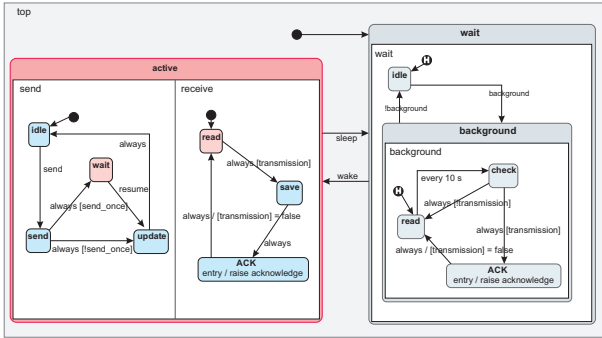 top
wait
active
send
receive
idle
always
send
wait
resume
always [send_once]
send
update
always [!send_once]
read
always [transmission]
save
always / [transmission] = false
always
ACK
entry / raise acknowledge
sleep
wake
wait
idle
H
background
!background
background
background
every 10 s
check
H
always [!transmission]
read
always [transmission]
always / [transmission] = false
ACK
entry / raise acknowledge